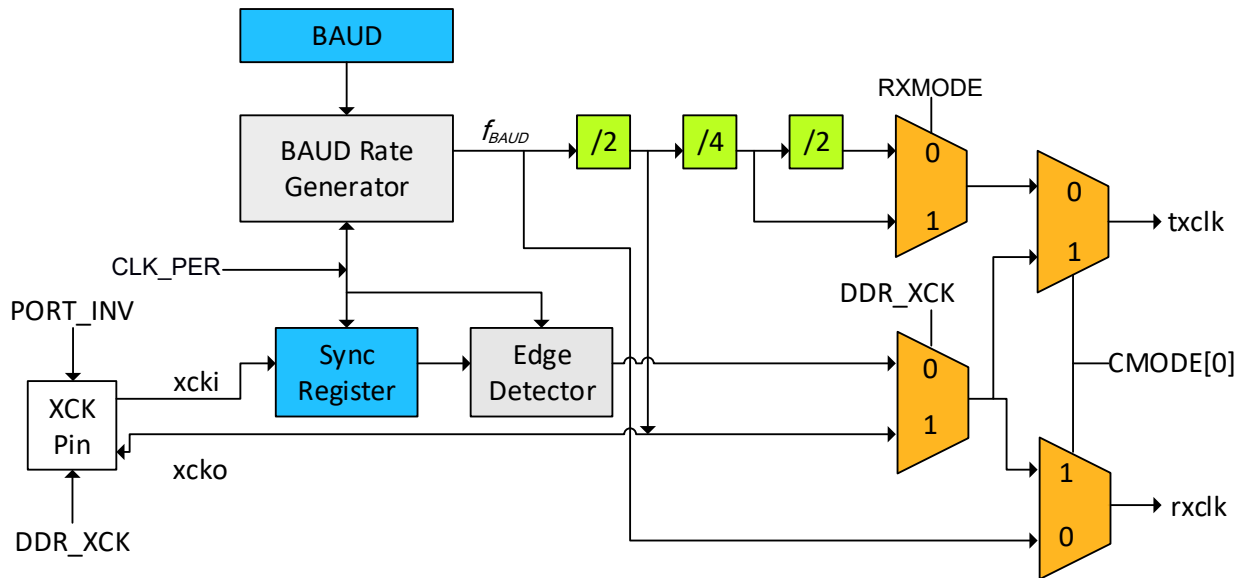 BAUD
RXMODE
BAUD Rate
Generator
fBAUD
/2
/4
/2
0
1
0
1
txclk
CLK_PER
PORT_INV
DDR_XCK
Sync
Register
Edge
Detector
0
1
CMODE[0]
xcki
XCK
Pin
xcko
1
0
rxclk
DDR_XCK